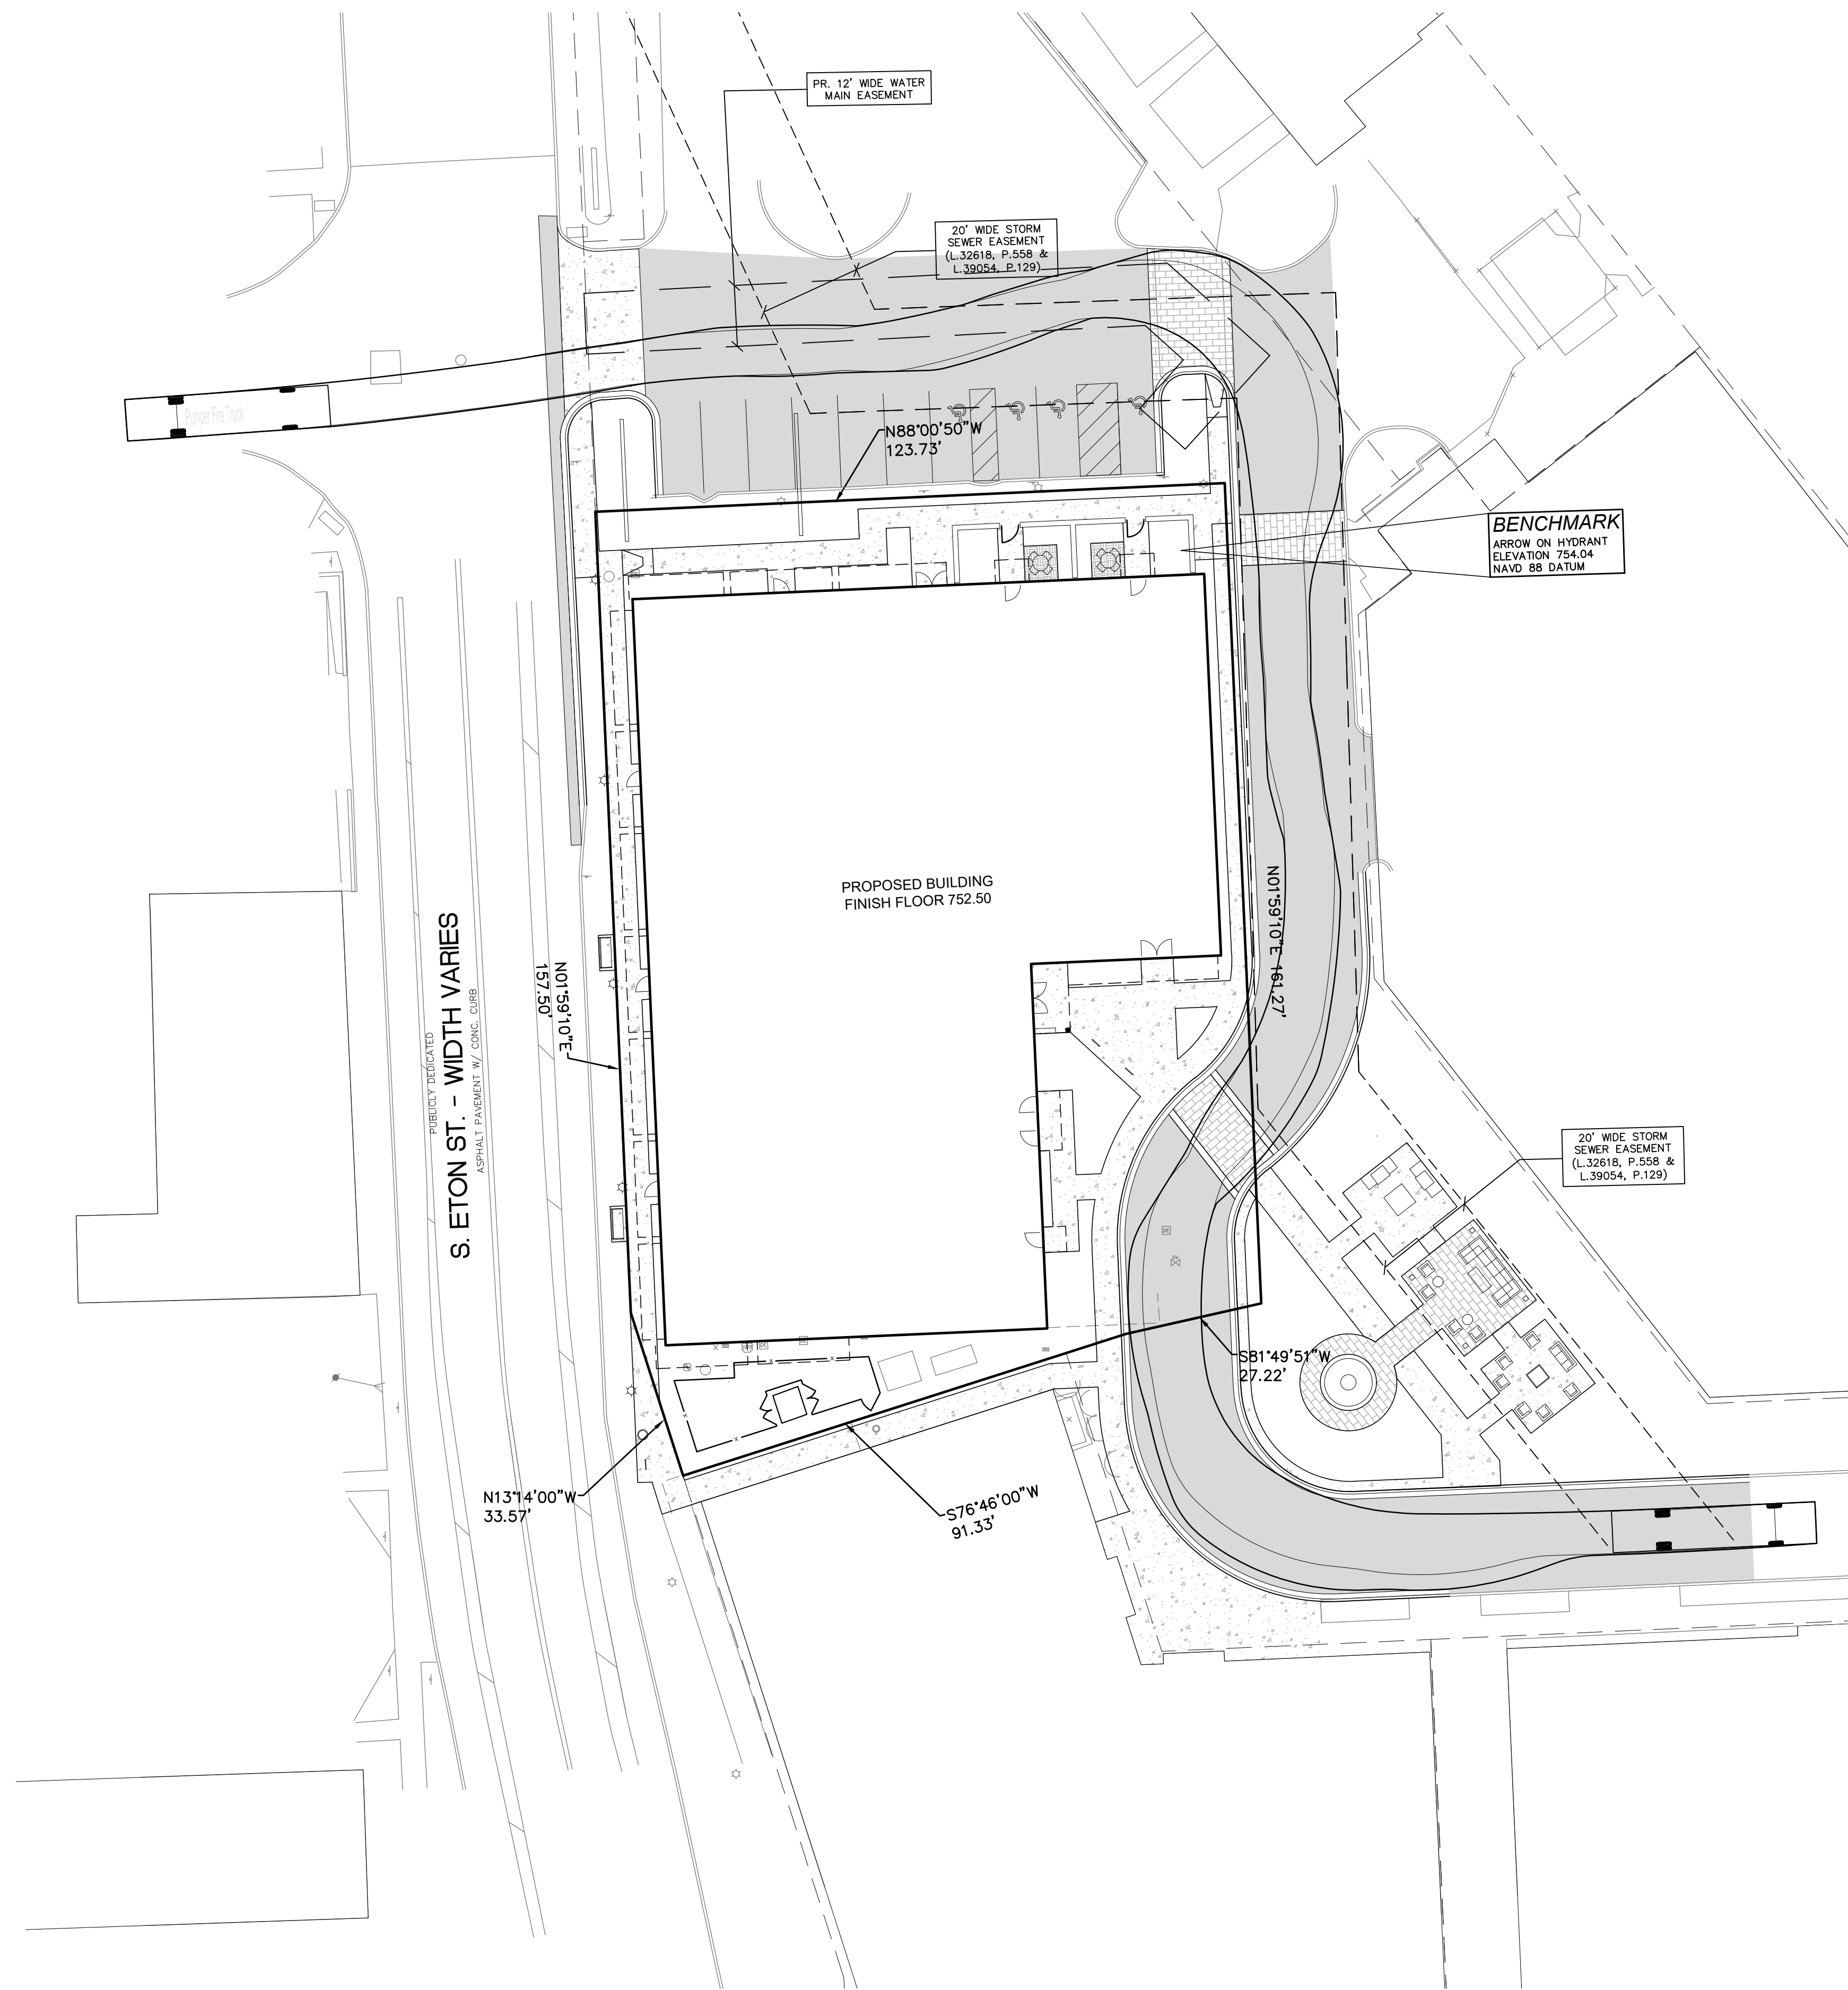 PR. 12' WIDE WATER
MAIN EASEMENT
20' WIDE STORM
SEWER EASEMENT
(L.32618, P.558 &
L.39054, P.129)
Pumper Fire Truck
N88°00'50"W
123.73'
BENCHMARK
ARROW ON HYDRANT
ELEVATION 754.04
NAVD 88 DATUM
PROPOSED BUILDING
FINISH FLOOR 752.50
N01°59'10"E 161.27'
N01°59'10"E
157.50'
PUBLICLY DEDICATED
S. ETON ST. - WIDTH VARIES
ASPHALT PAVEMENT W/ CONC. CURB
20' WIDE STORM
SEWER EASEMENT
(L.32618, P.558 &
L.39054, P.129)
S81°49'51"W
27.22'
N13°14'00"W
33.57'
S76°46'00"W
91.33'